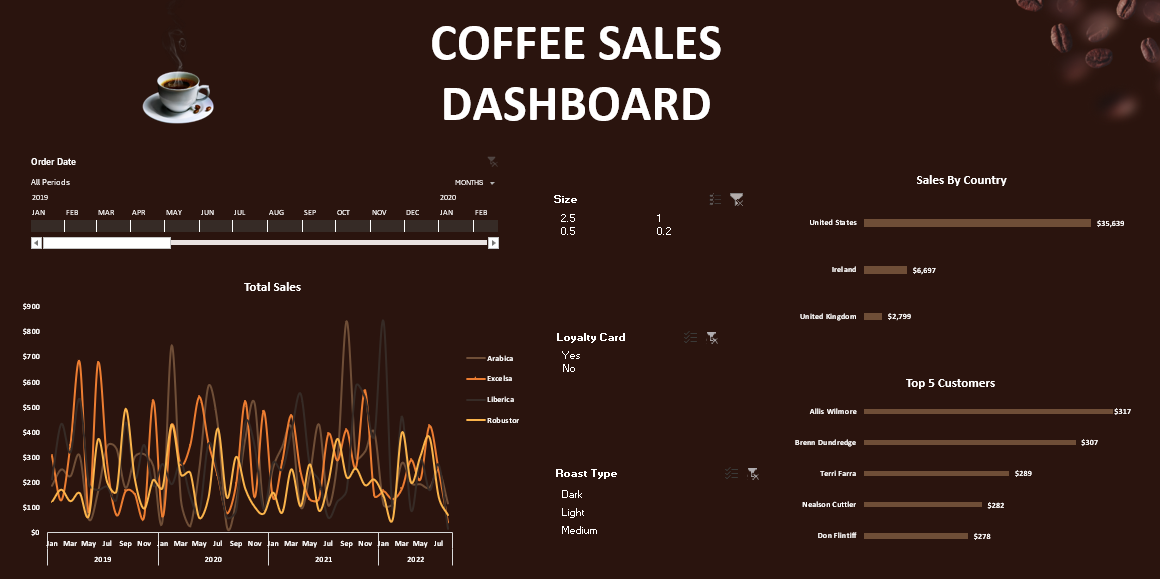 COFFEE SALES
DASHBOARD
Order Date
All Periods MONTHS
2019 2020
JAN FEB MAR APR MAY JUN JUL AUG SEP OCT NOV DEC JAN FEB
Size
2.5 1
0.5 0.2
Sales By Country
United States $35,639
Ireland $6,697
United Kingdom $2,799
Total Sales
$900
$800
$700
$600
$500
$400
$300
$200
$100
$0
Arabica
Excelsa
Liberica
Robustor
Jan Mar May Jul Sep Nov Jan Mar May Jul Sep Nov Jan Mar May Jul Sep Nov Jan Mar May Jul
2019 2020 2021 2022
Loyalty Card
Yes
No
Roast Type
Dark
Light
Medium
Top 5 Customers
Allis Wilmore $317
Brenn Dundredge $307
Terri Farra $289
Nealson Cuttler $282
Don Flintiff $278